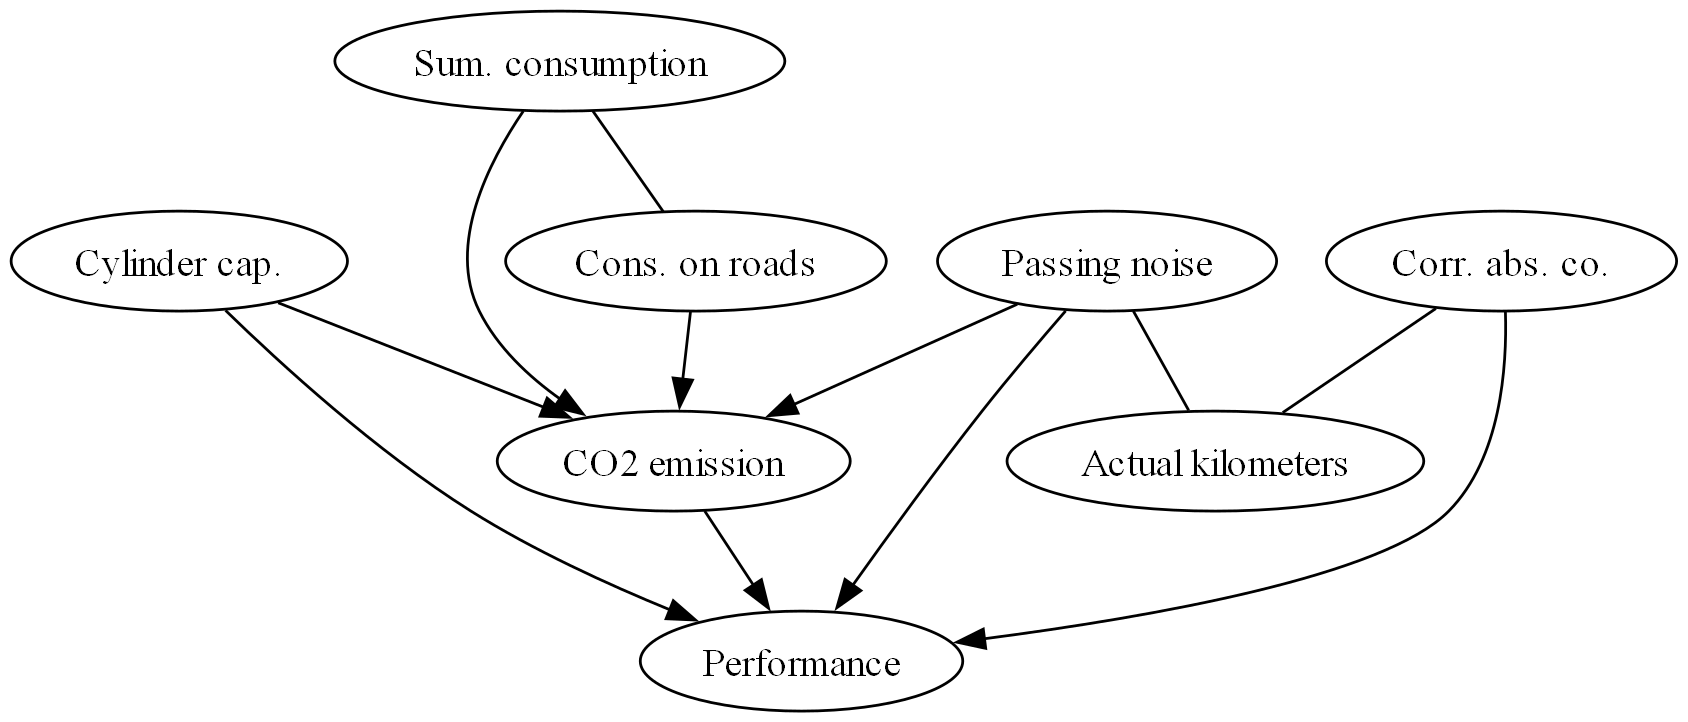 Sum. consumption
Cylinder cap.
Cons. on roads
Passing noise
Corr. abs. co.
CO2 emission
Actual kilometers
Performance